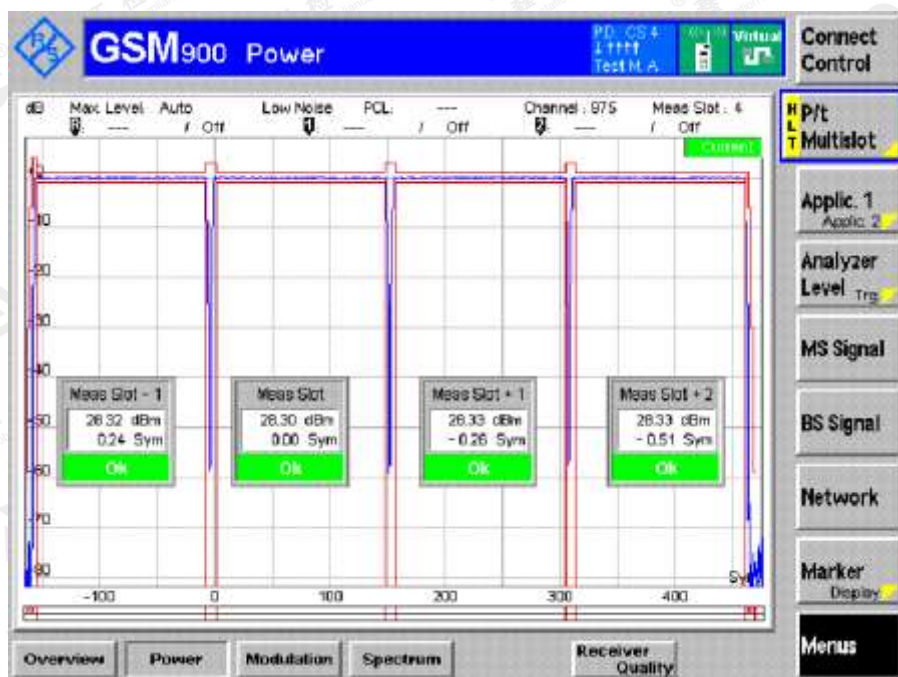 R S
GSM900 Power
P.D. CS 4
Test M. A
Virtual
Connect Control
dB Max. Level Auto Low Noise PCL: --- Channel : 975 Meas Slot : 4
0: --- / Off 1: --- / Off 2: --- / Off
Current
H L T
P/t Multislot
Applic. 1
Applic. 2
Analyzer Level
Trg
MS Signal
BS Signal
Network
Marker
Display
Menus
-10
-20
-30
-40
-50
-60
-70
-80
Meas Slot - 1 Meas Slot Meas Slot + 1 Meas Slot + 2
28.32 dBm 28.30 dBm 28.33 dBm 28.33 dBm
0.24 Sym 0.00 Sym - 0.26 Sym - 0.51 Sym
Ok Ok Ok Ok
-100 0 100 200 300 400
Overview Power Modulation Spectrum Receiver Quality